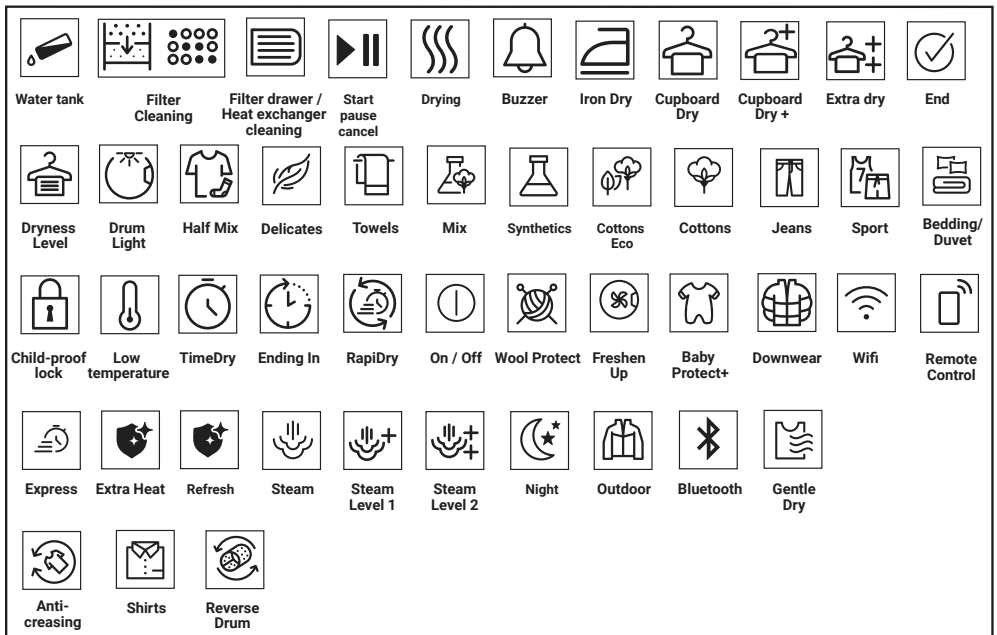 Water tank
Filter
Cleaning
Filter drawer /
Heat exchanger
cleaning
Start
pause
cancel
Drying
Buzzer
Iron Dry
Cupboard
Dry
Cupboard
Dry +
Extra dry
End
Dryness
Level
Drum
Light
Half Mix
Delicates
Towels
Mix
Synthetics
Cottons
Eco
Cottons
Jeans
7
Sport
Bedding/
Duvet
Child-proof
lock
Low
temperature
TimeDry
Ending In
RapiDry
On / Off
Wool Protect
Freshen
Up
Baby
Protect+
Downwear
Wifi
Remote
Control
Express
Extra Heat
Refresh
Steam
Steam
Level 1
Steam
Level 2
Night
Outdoor
Bluetooth
Gentle
Dry
Anti-
creasing
Shirts
Reverse
Drum